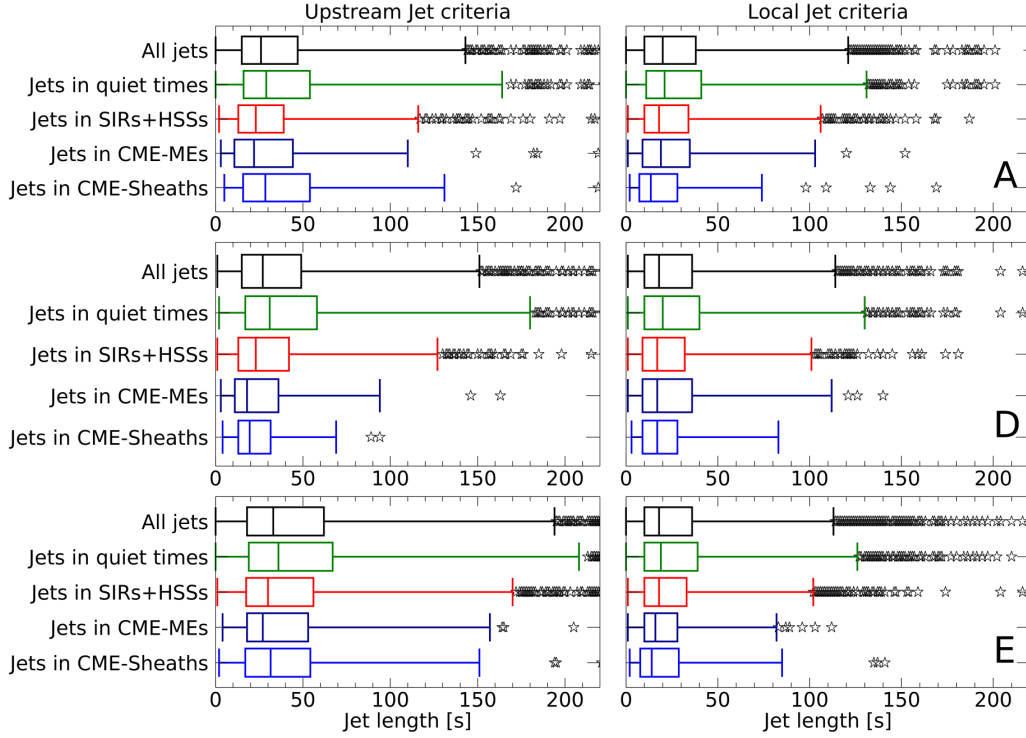 Upstream Jet criteria Local Jet criteria
All jets
Jets in quiet times
Jets in SIRs+HSSs
Jets in CME-MEs
Jets in CME-Sheaths
A
0 50 100 150 200 0 50 100 150 200
All jets
Jets in quiet times
Jets in SIRs+HSSs
Jets in CME-MEs
Jets in CME-Sheaths
D
0 50 100 150 200 0 50 100 150 200
All jets
Jets in quiet times
Jets in SIRs+HSSs
Jets in CME-MEs
Jets in CME-Sheaths
E
0 50 100 150 200 0 50 100 150 200
Jet length [s] Jet length [s]